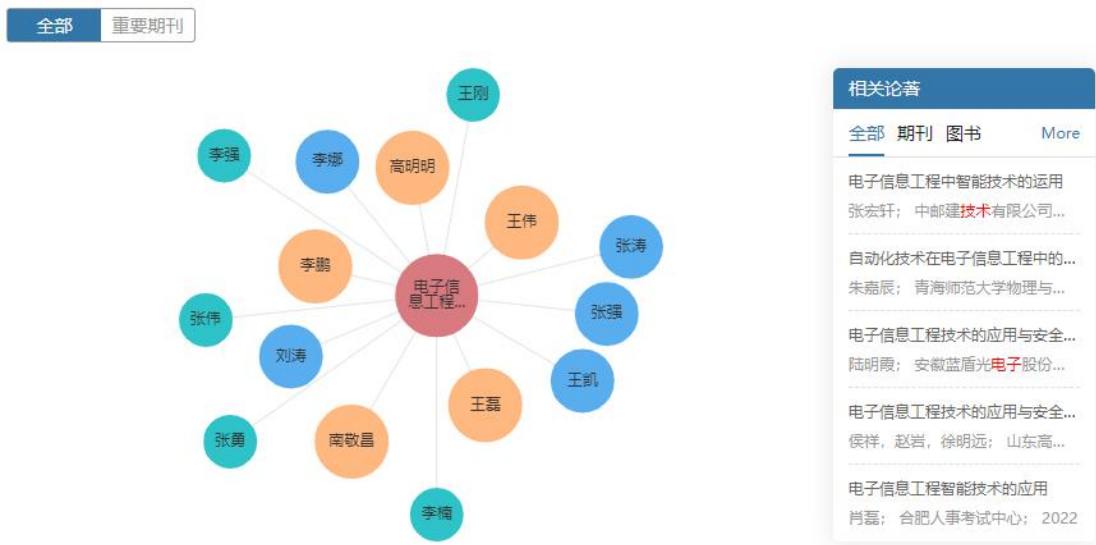 全部 重要期刊
王刚
李强
李娜
高明明
王伟
张涛
李鹏
电子信
息工程...
张强
张伟
刘涛
王凯
王磊
张勇
南敬昌
李楠
相关论著
全部 期刊 图书 More
电子信息工程中智能技术的运用
张宏轩； 中邮建技术有限公司...
自动化技术在电子信息工程中的...
朱嘉辰； 青海师范大学物理与...
电子信息工程技术的应用与安全...
陆明霞； 安徽蓝盾光电子股份...
电子信息工程技术的应用与安全...
侯祥，赵岩，徐明远； 山东高...
电子信息工程智能技术的应用
肖磊； 合肥人事考试中心； 2022